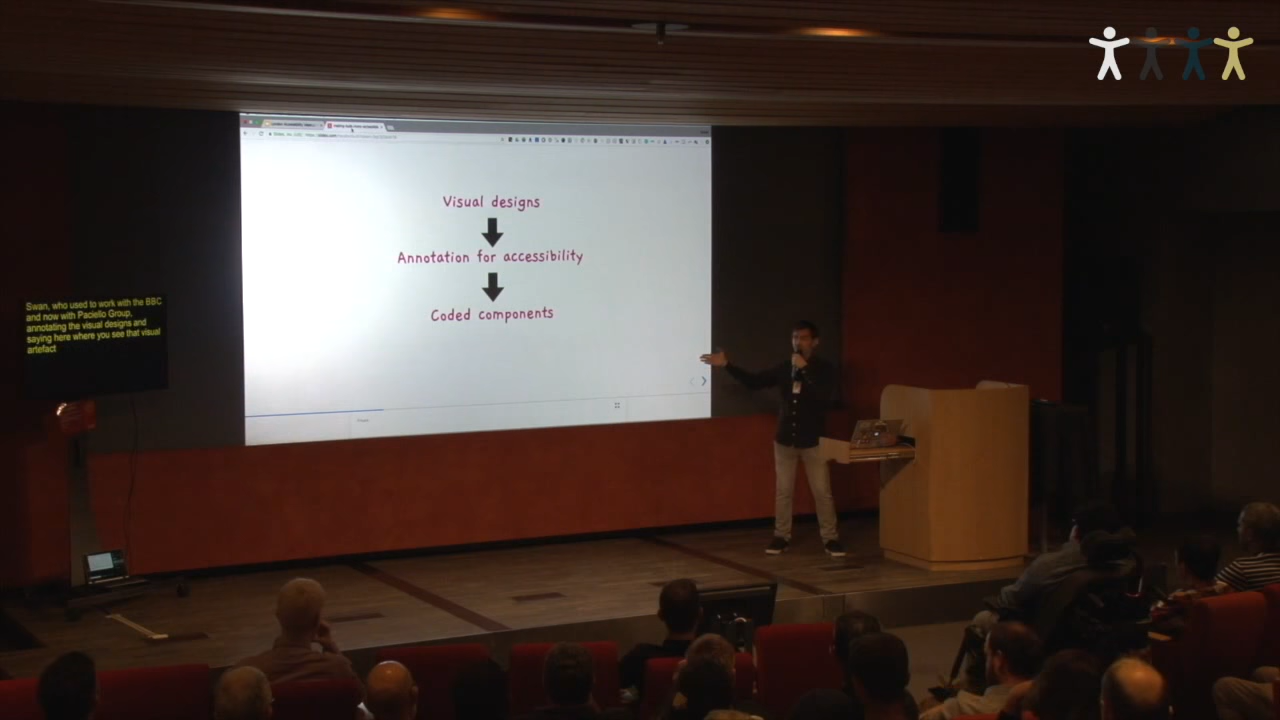 Visual designs
Annotation for accessibility
Coded components
Swan, who used to work with the BBC
and now with Paciello Group,
annotating the visual designs and
saying here where you see that visual
artefact